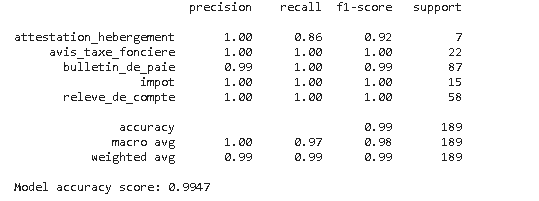 precision recall f1-score support
attestation_hebergement 1.00 0.86 0.92 7
avis_taxe_fonciere 1.00 1.00 1.00 22
bulletin_de_paie 0.99 1.00 0.99 87
impot 1.00 1.00 1.00 15
releve_de_compte 1.00 1.00 1.00 58
accuracy 0.99 189
macro avg 1.00 0.97 0.98 189
weighted avg 0.99 0.99 0.99 189
Model accuracy score: 0.9947